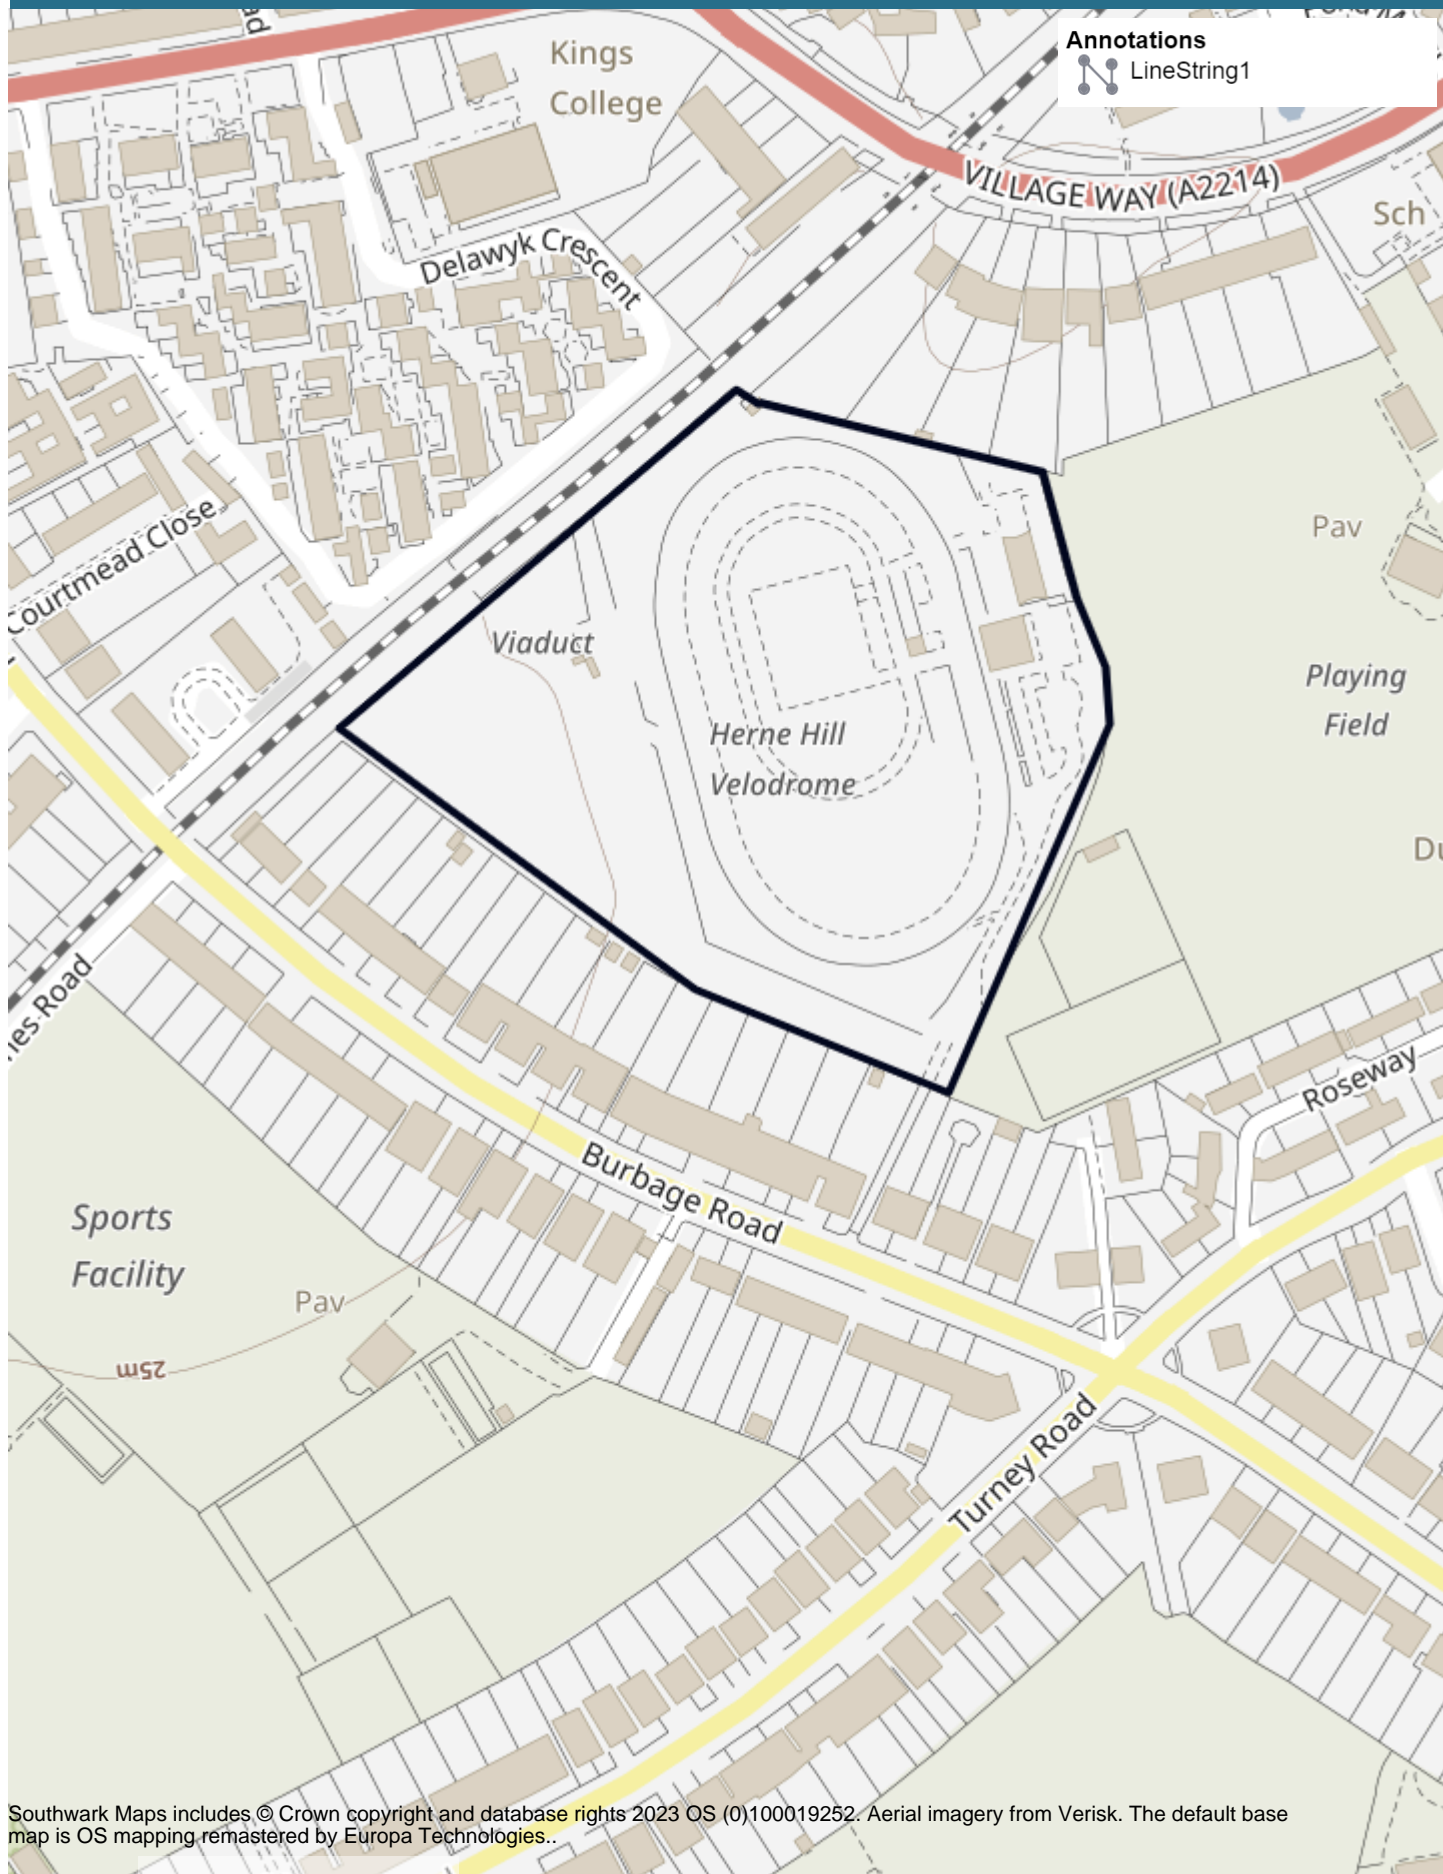 Annotations
LineString1
Kings
College
VILLAGE WAY (A2214)
Sch
Delawyk Crescent
Courtmead Close
Pav
Viaduct
Playing
Field
Herne Hill
Velodrome
Roseway
Burbage Road
Sports
Facility
Pav
25m
Turney Road
Southwark Maps includes © Crown copyright and database rights 2023 OS (0)100019252. Aerial imagery from Verisk. The default base
map is OS mapping remastered by Europa Technologies..